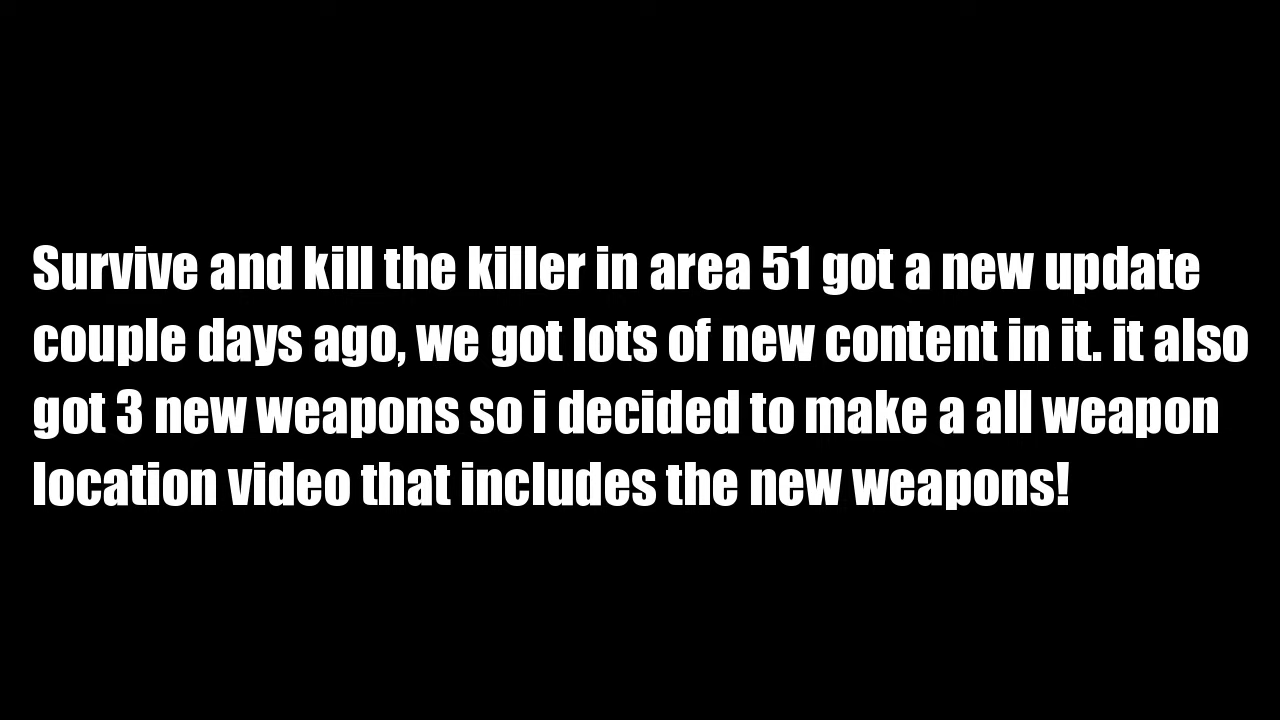 Survive and kill the killer in area 51 got a new update
couple days ago, we got lots of new content in it. it also
got 3 new weapons so i decided to make a all weapon
location video that includes the new weapons!